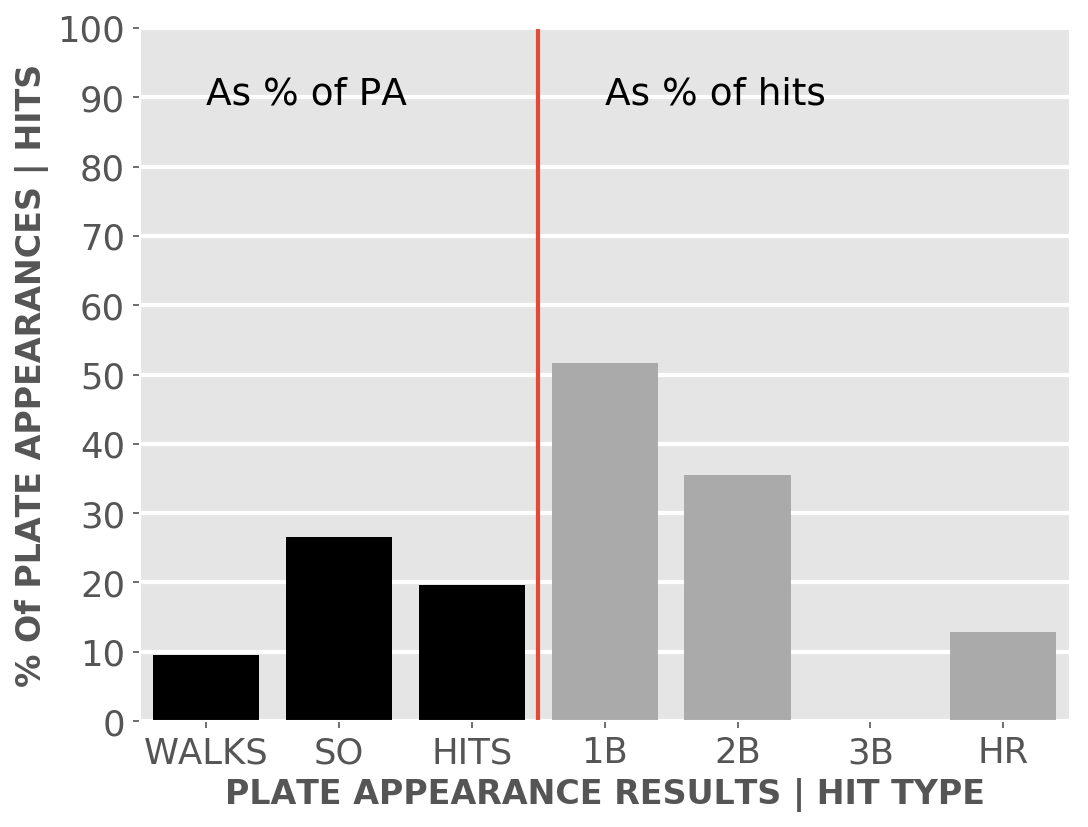 % Of PLATE APPEARANCES | HITS
100
90
80
70
60
50
40
30
20
10
0
As % of PA
As % of hits
WALKS SO HITS 1B 2B 3B HR
PLATE APPEARANCE RESULTS | HIT TYPE